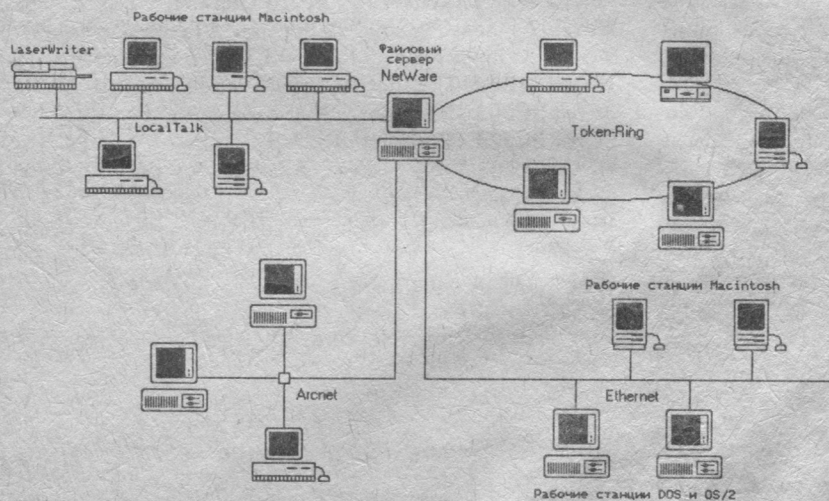 Рабочие станции Macintosh
LaserWriter
Файловый
сервер
NetWare
LocalTalk
Token-Ring
Рабочие станции Macintosh
Arcnet
Ethernet
Рабочие станции DOS и OS/2